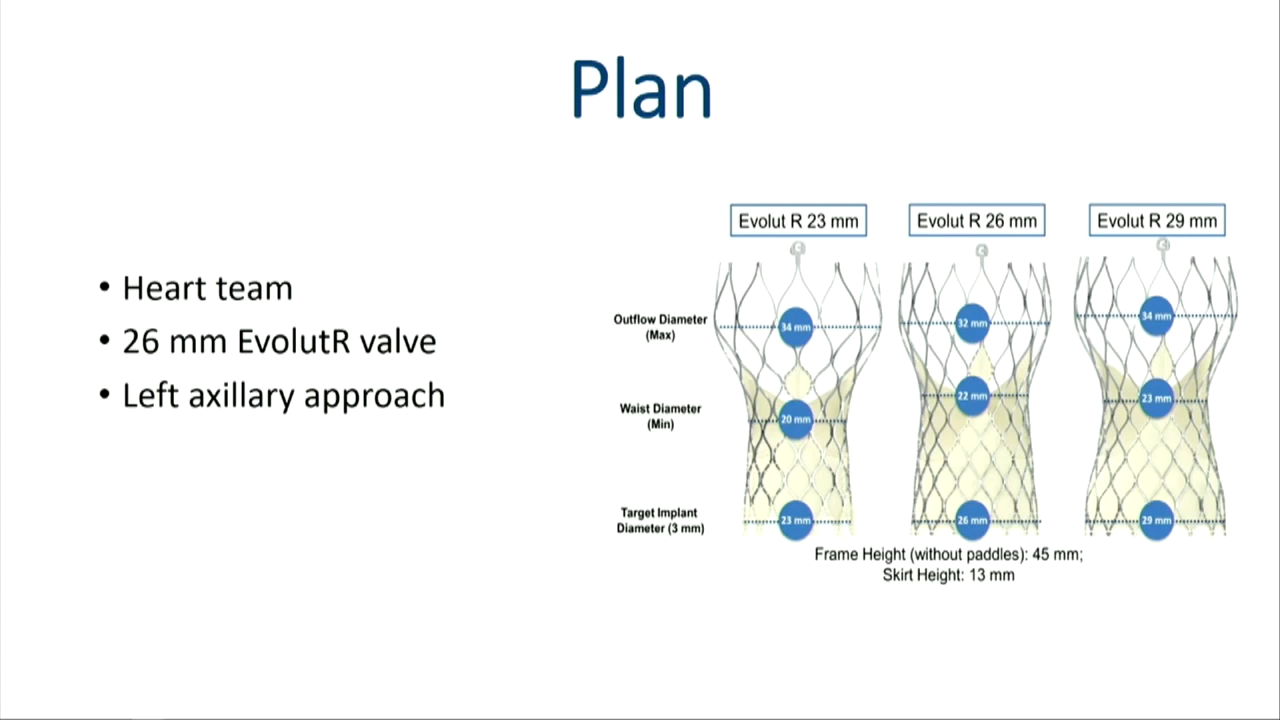 Plan
• Heart team
• 26 mm EvolutR valve
• Left axillary approach
Evolut R 23 mm
Evolut R 26 mm
Evolut R 29 mm
Outflow Diameter
(Max)
34 mm
32 mm
34 mm
Waist Diameter
(Min)
20 mm
22 mm
23 mm
Target Implant
Diameter (3 mm)
23 mm
26 mm
29 mm
Frame Height (without paddles): 45 mm;
Skirt Height: 13 mm